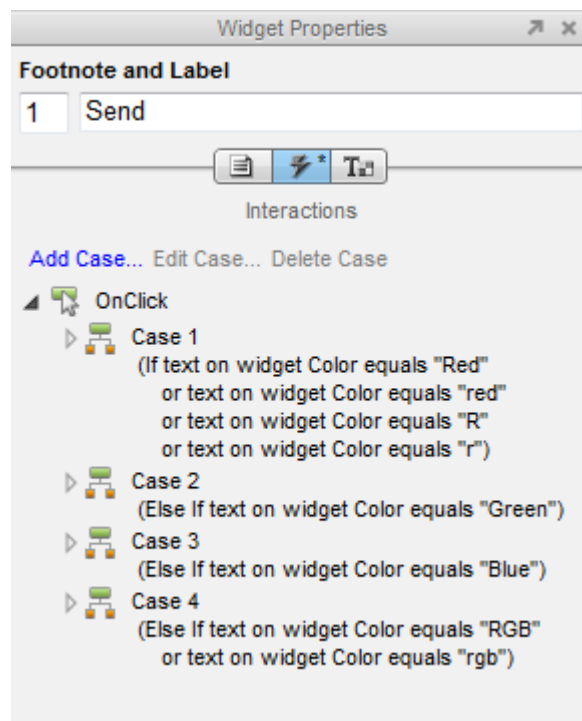 Widget Properties
Footnote and Label
1 Send
Interactions
Add Case... Edit Case... Delete Case
OnClick
Case 1
(If text on widget Color equals "Red"
or text on widget Color equals "red"
or text on widget Color equals "R"
or text on widget Color equals "r")
Case 2
(Else If text on widget Color equals "Green")
Case 3
(Else If text on widget Color equals "Blue")
Case 4
(Else If text on widget Color equals "RGB"
or text on widget Color equals "rgb")